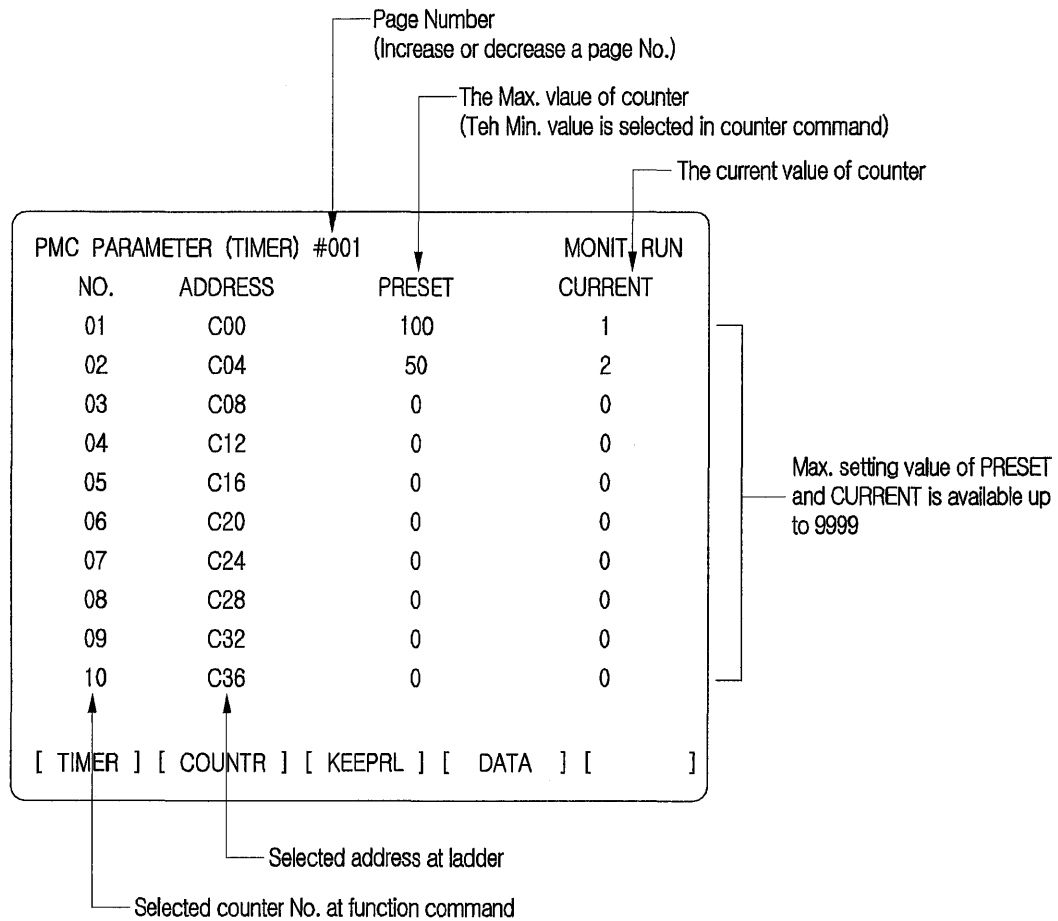 Page Number
(Increase or decrease a page No.)
The Max. vlaue of counter
(Teh Min. value is selected in counter command)
The current value of counter
PMC PARAMETER (TIMER) #001 MONIT RUN
NO. ADDRESS PRESET CURRENT
01 C00 100 1
02 C04 50 2
03 C08 0 0
04 C12 0 0
05 C16 0 0
06 C20 0 0
07 C24 0 0
08 C28 0 0
09 C32 0 0
10 C36 0 0
Max. setting value of PRESET
and CURRENT is available up
to 9999
[ TIMER ] [ COUNTR ] [ KEEPRL ] [ DATA ] [ ]
Selected address at ladder
Selected counter No. at function command